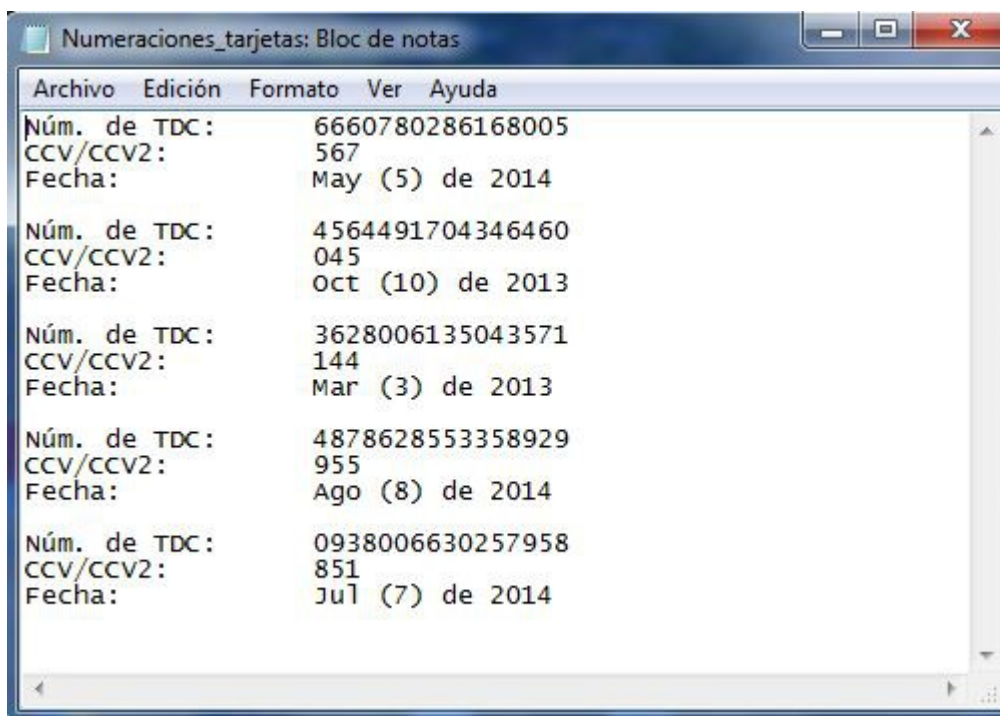 Numeraciones_tarjetas: Bloc de notas
Archivo Edición Formato Ver Ayuda
Núm. de TDC: 6660780286168005
CCV/CCV2: 567
Fecha: May (5) de 2014
Núm. de TDC: 4564491704346460
CCV/CCV2: 045
Fecha: Oct (10) de 2013
Núm. de TDC: 3628006135043571
CCV/CCV2: 144
Fecha: Mar (3) de 2013
Núm. de TDC: 4878628553358929
CCV/CCV2: 955
Fecha: Ago (8) de 2014
Núm. de TDC: 0938006630257958
CCV/CCV2: 851
Fecha: Jul (7) de 2014